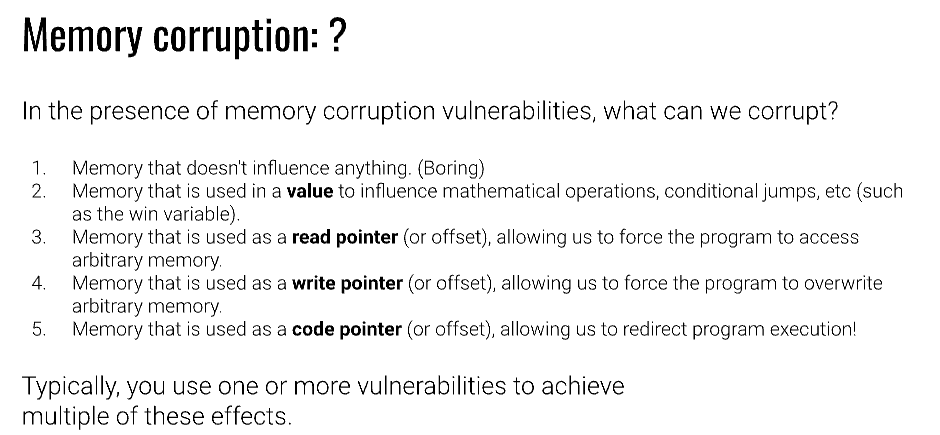 Memory corruption: ?
In the presence of memory corruption vulnerabilities, what can we corrupt?
1. Memory that doesn't influence anything. (Boring)
2. Memory that is used in a value to influence mathematical operations, conditional jumps, etc (such
as the win variable).
3. Memory that is used as a read pointer (or offset), allowing us to force the program to access
arbitrary memory.
4. Memory that is used as a write pointer (or offset), allowing us to force the program to overwrite
arbitrary memory.
5. Memory that is used as a code pointer (or offset), allowing us to redirect program execution!
Typically, you use one or more vulnerabilities to achieve
multiple of these effects.